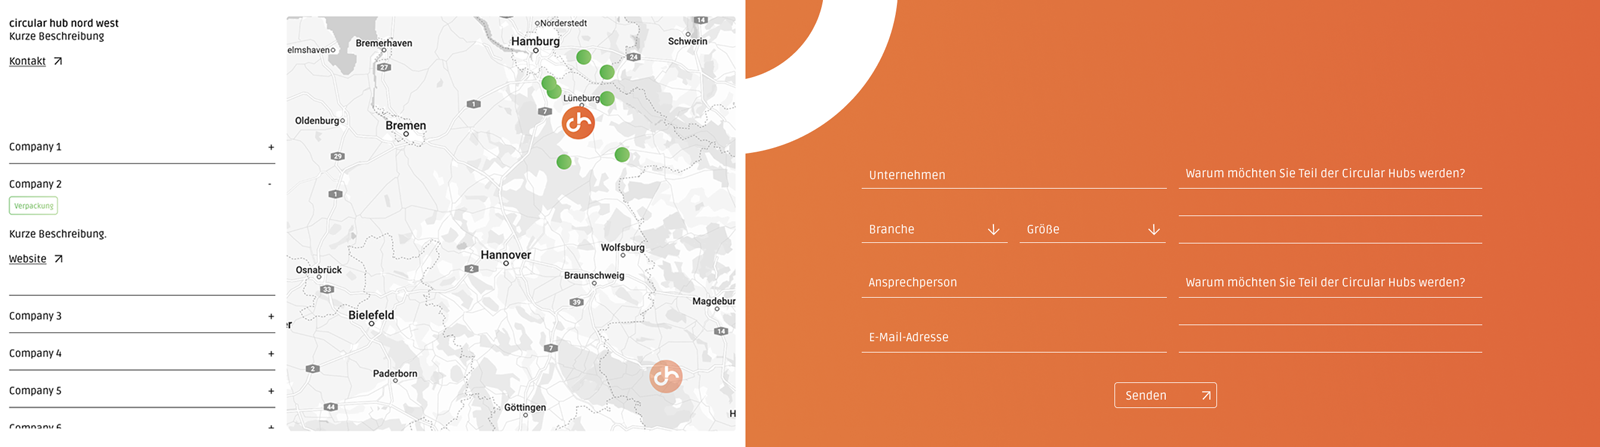 circular hub nord west
Kurze Beschreibung
Kontakt
Company 1 +
Company 2 -
Verpackung
Kurze Beschreibung.
Website
Company 3 +
Company 4 +
Company 5 +
Company 6
Norderstedt
14
Hamburg
Schwerin
Bremerhaven
elmshaven
24
27
Lüneburg
1
7
Oldenburg
Bremen
29
1
Wolfsburg
Hannover
Osnabrück
2
Braunschweig
33
39
Magdebur
Bielefeld
er
14
7
2
Paderborn
44
Göttingen
H
Unternehmen
Branche
Größe
Ansprechperson
E-Mail-Adresse
Warum möchten Sie Teil der Circular Hubs werden?
Warum möchten Sie Teil der Circular Hubs werden?
Senden